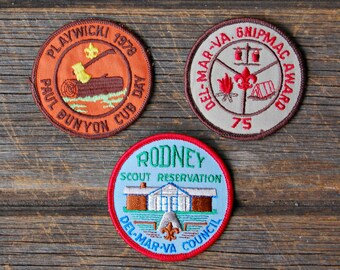 PLAYWICKI 1978
PAUL BUNYON CUB DAY
DEL-MAR-VA. GNIPMAC AWARD
75
RODNEY
SCOUT RESERVATION
DEL-MAR-VA COUNCIL